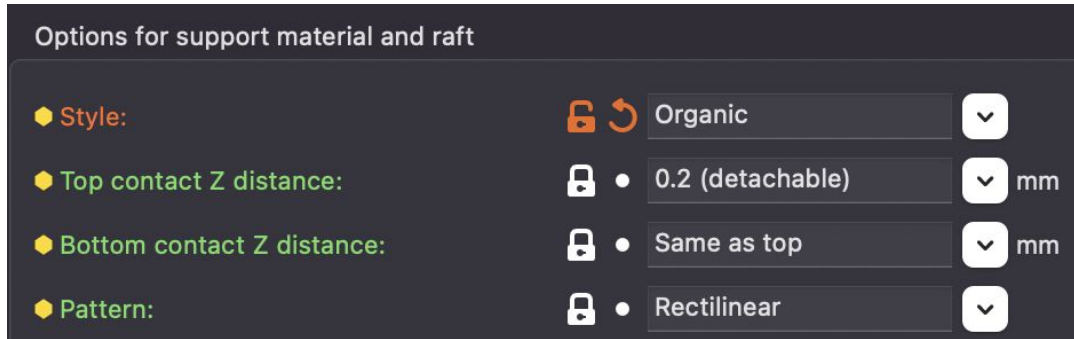 Options for support material and raft
Style: Organic
Top contact Z distance: 0.2 (detachable) mm
Bottom contact Z distance: Same as top mm
Pattern: Rectilinear